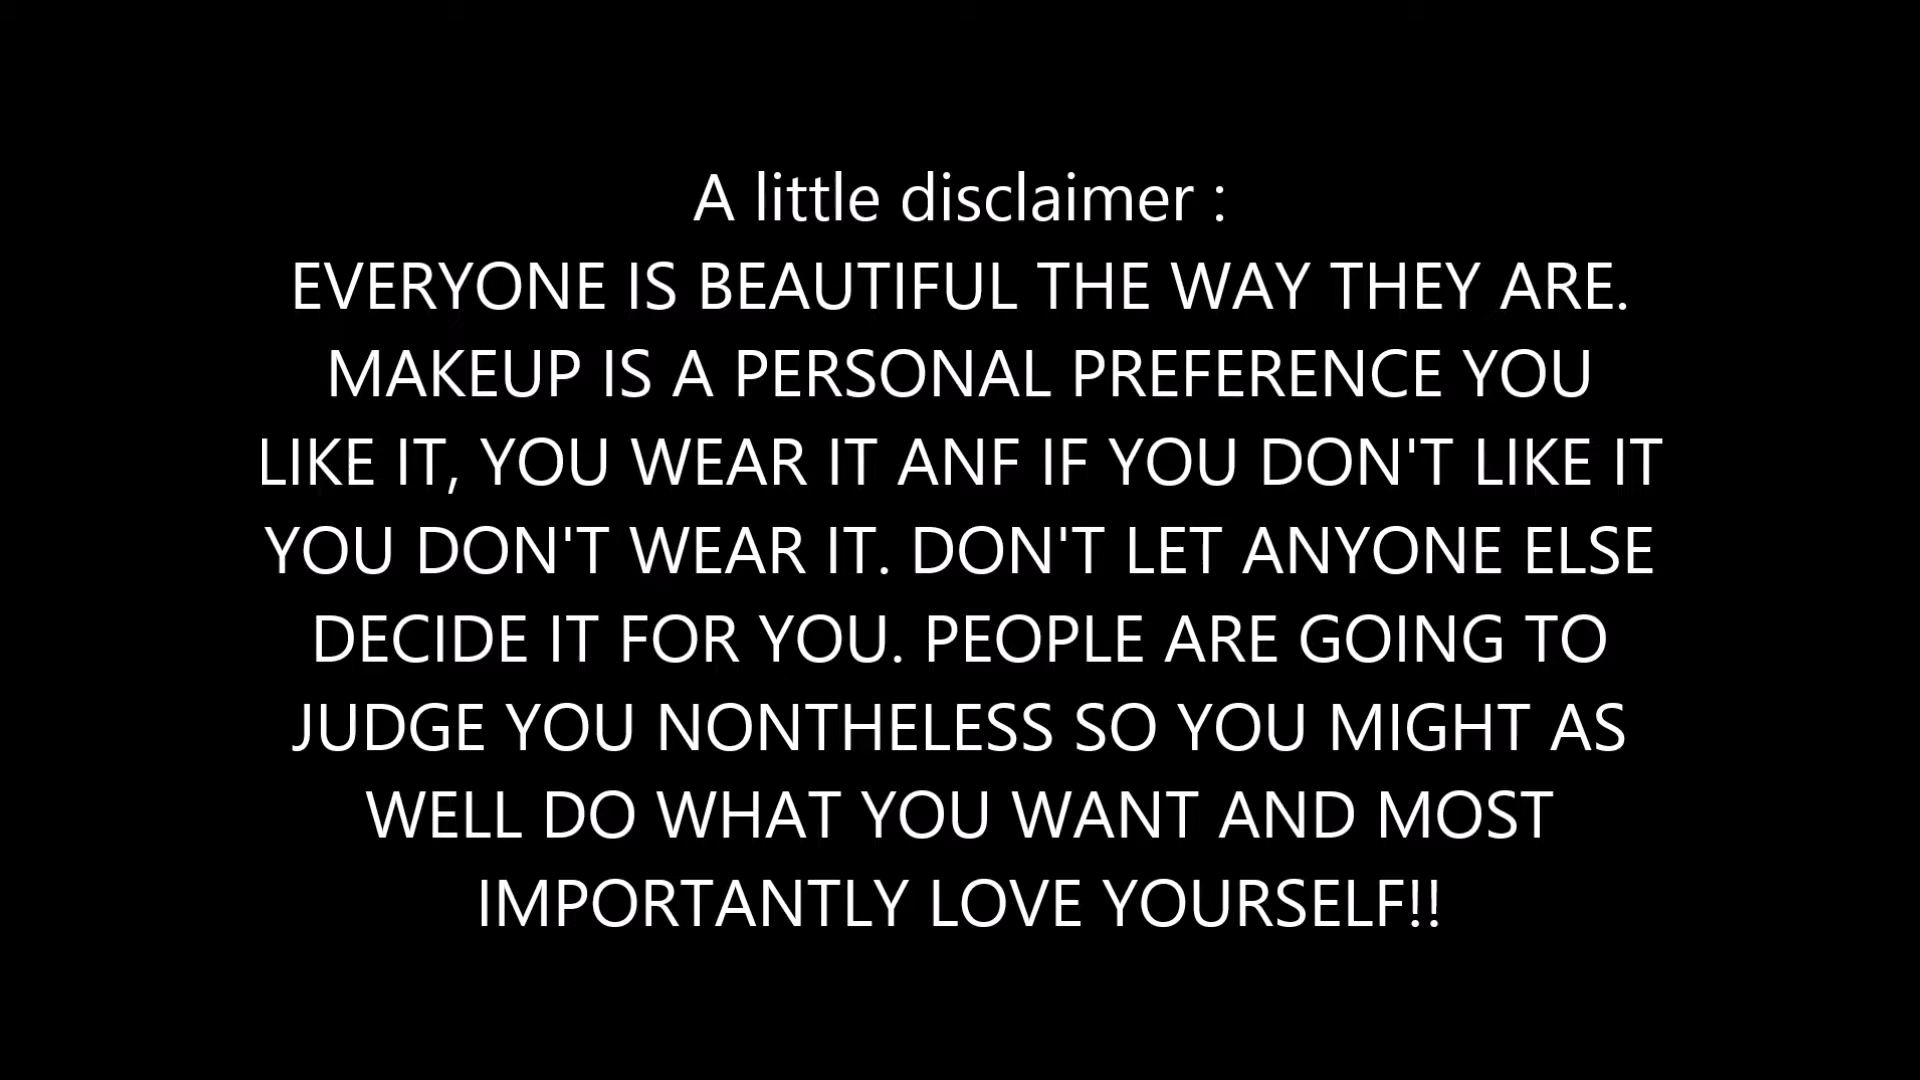 A little disclaimer :
EVERYONE IS BEAUTIFUL THE WAY THEY ARE.
MAKEUP IS A PERSONAL PREFERENCE YOU
LIKE IT, YOU WEAR IT ANF IF YOU DON'T LIKE IT
YOU DON'T WEAR IT. DON'T LET ANYONE ELSE
DECIDE IT FOR YOU. PEOPLE ARE GOING TO
JUDGE YOU NONTHELESS SO YOU MIGHT AS
WELL DO WHAT YOU WANT AND MOST
IMPORTANTLY LOVE YOURSELF!!